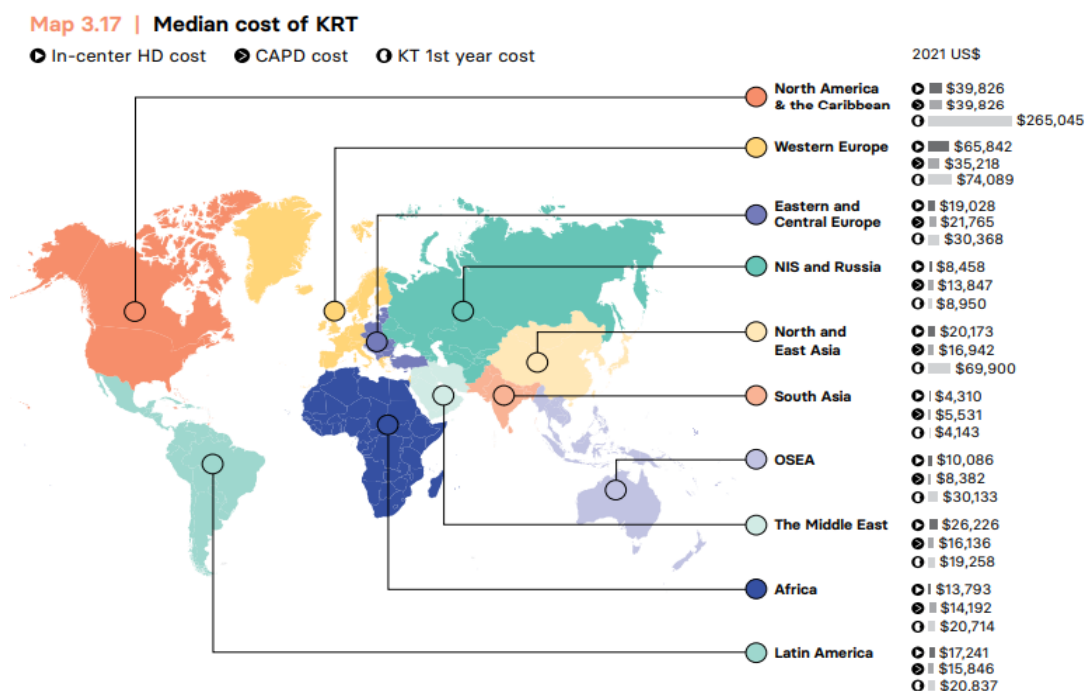 Map 3.17 | Median cost of KRT
In-center HD cost CAPD cost KT 1st year cost
2021 US$
North America
& the Caribbean
$39,826
$39,826
$265,045
Western Europe
$65,842
$35,218
$74,089
Eastern and
Central Europe
$19,028
$21,765
$30,368
NIS and Russia
$8,458
$13,847
$8,950
North and
East Asia
$20,173
$16,942
$69,900
South Asia
$4,310
$5,531
$4,143
OSEA
$10,086
$8,382
$30,133
The Middle East
$26,226
$16,136
$19,258
Africa
$13,793
$14,192
$20,714
Latin America
$17,241
$15,846
$20,837